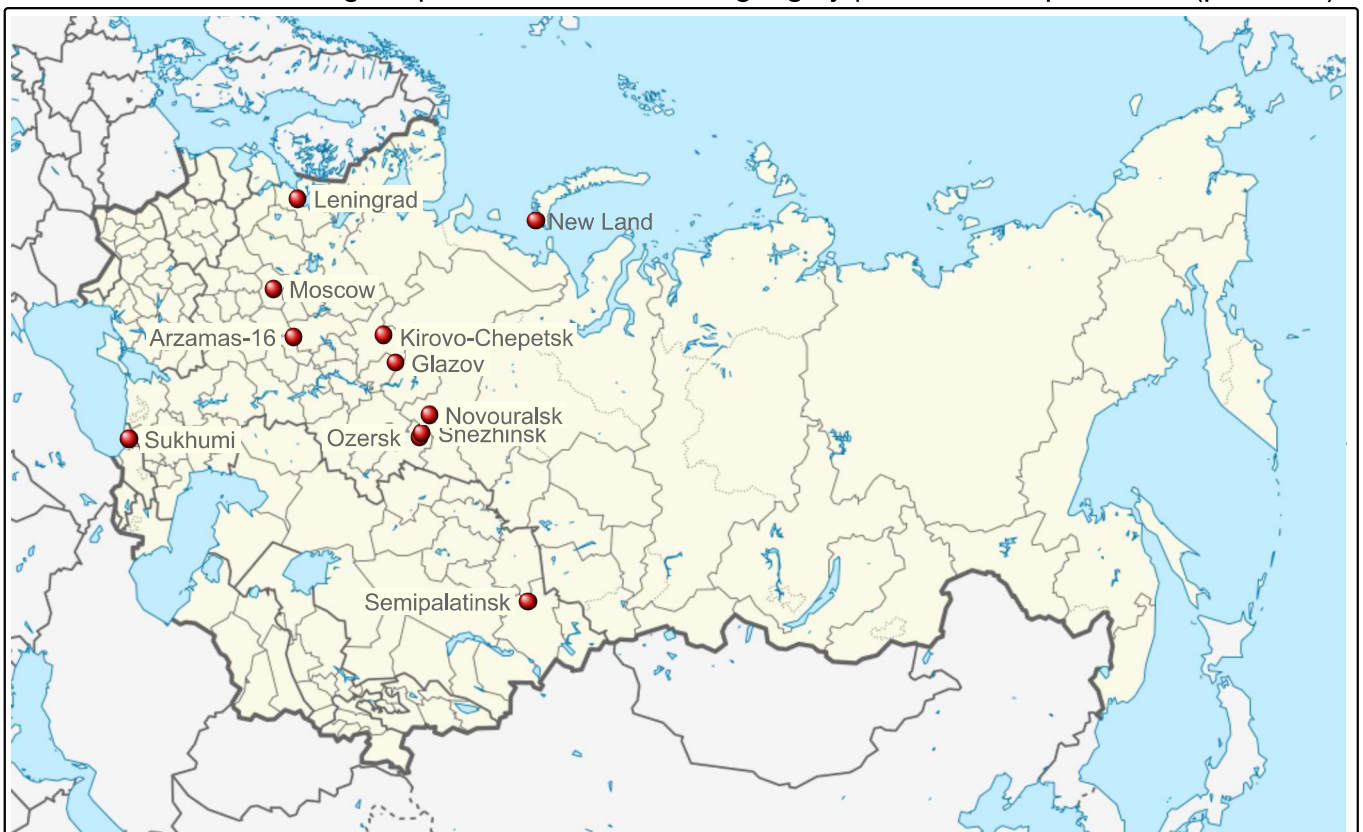 Leningrad
New Land
Moscow
Arzamas-16
Kirovo-Chepetsk
Glazov
Novouralsk
Ozersk
Snezhinsk
Sukhumi
Semipalatinsk